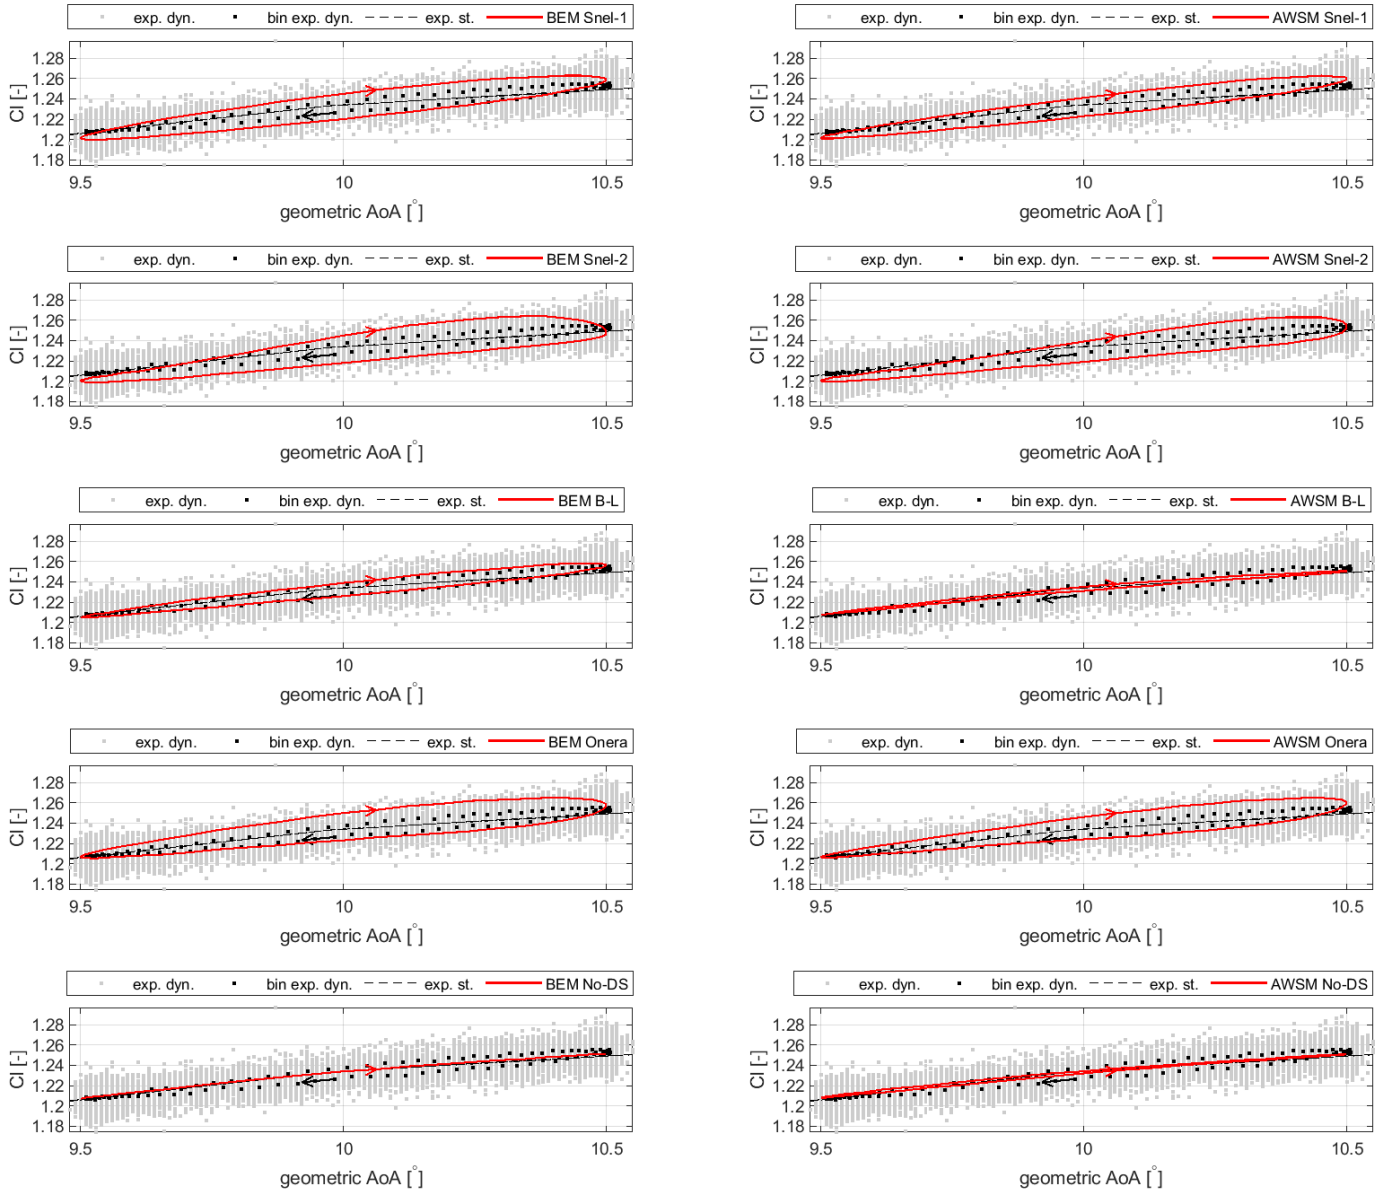 exp. dyn. bin exp. dyn. exp. st. BEM Snel-1
Cl [-]
1.28
1.26
1.24
1.22
1.2
1.18
9.5 10 10.5
geometric AoA [°]
exp. dyn. bin exp. dyn. exp. st. AWSM Snel-1
Cl [-]
1.28
1.26
1.24
1.22
1.2
1.18
9.5 10 10.5
geometric AoA [°]
exp. dyn. bin exp. dyn. exp. st. BEM Snel-2
Cl [-]
1.28
1.26
1.24
1.22
1.2
1.18
9.5 10 10.5
geometric AoA [°]
exp. dyn. bin exp. dyn. exp. st. AWSM Snel-2
Cl [-]
1.28
1.26
1.24
1.22
1.2
1.18
9.5 10 10.5
geometric AoA [°]
exp. dyn. bin exp. dyn. exp. st. BEM B-L
Cl [-]
1.28
1.26
1.24
1.22
1.2
1.18
9.5 10 10.5
geometric AoA [°]
exp. dyn. bin exp. dyn. exp. st. AWSM B-L
Cl [-]
1.28
1.26
1.24
1.22
1.2
1.18
9.5 10 10.5
geometric AoA [°]
exp. dyn. bin exp. dyn. exp. st. BEM Onera
Cl [-]
1.28
1.26
1.24
1.22
1.2
1.18
9.5 10 10.5
geometric AoA [°]
exp. dyn. bin exp. dyn. exp. st. AWSM Onera
Cl [-]
1.28
1.26
1.24
1.22
1.2
1.18
9.5 10 10.5
geometric AoA [°]
exp. dyn. bin exp. dyn. exp. st. BEM No-DS
Cl [-]
1.28
1.26
1.24
1.22
1.2
1.18
9.5 10 10.5
geometric AoA [°]
exp. dyn. bin exp. dyn. exp. st. AWSM No-DS
Cl [-]
1.28
1.26
1.24
1.22
1.2
1.18
9.5 10 10.5
geometric AoA [°]